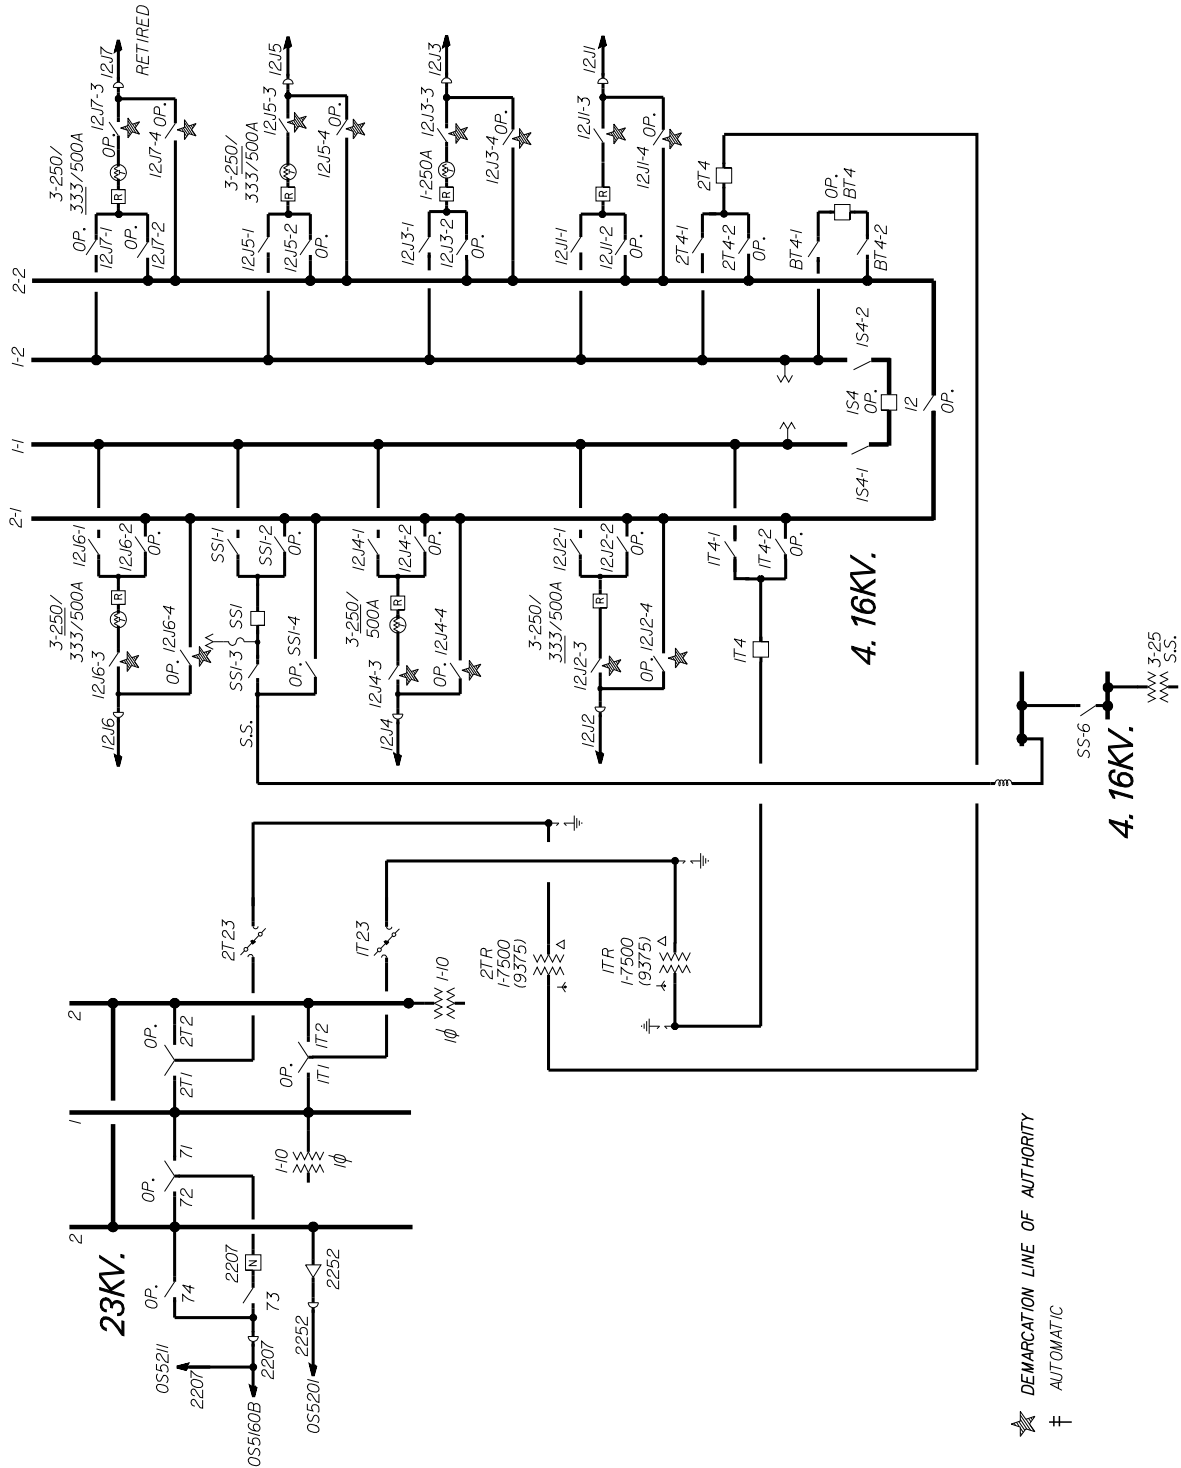 12J7
RETIRED
12J7-3
OP.
12J7-4 OP.
3-250/
333/500A
R
OP.
12J7-1
OP.
12J7-2
12J5
12J5-3
OP.
12J5-4
3-250/
333/500A
R
12J5-1
12J5-2
OP.
12J3
12J3-3
OP.
12J3-4
1-250A
R
12J3-1
12J3-2
OP.
12J1
12J1-3
12J1-4 OP.
R
12J1-1
12J1-2
OP.
2T4
2T4-1
2T4-2
OP.
OP.
BT4
BT4-1
BT4-2
2-2
1-2
1-1
2-1
1S4-2
1S4
OP.
1S4-1
12
OP.
12J6-1
12J6-2
OP.
3-250/
333/500A
R
12J6-3
OP. 12J6-4
12J6
SS1-1
SS1-2
OP.
SS1
SS1-3
OP. SS1-4
S.S.
12J4-1
12J4-2
OP.
3-250/
500A
R
12J4-3
OP. 12J4-4
12J4
12J2-1
12J2-2
OP.
3-250/
333/500A
R
12J2-3
OP. 12J2-4
12J2
1T4-1
1T4-2
OP.
1T4
4.16KV.
SS-6
3-25
S.S.
4.16KV.
2T23
1T23
2TR
1-7500
(9375)
1TR
1-7500
(9375)
2
1-10
1Ø
OP.
2T2
2T1
OP.
1T2
1T1
1
71
OP.
72
1-10
1Ø
2
23KV.
OP.
74
2207
N
73
2252
2252
2207
OS5211
2207
OS5160B
OS5201
DEMARCATION LINE OF AUTHORITY
AUTOMATIC